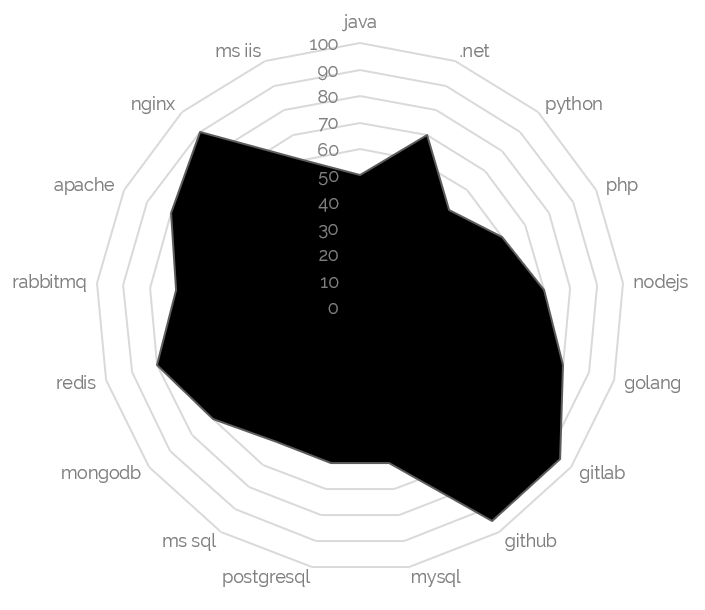 java
.net
python
php
nodejs
golang
gitlab
github
mysql
postgresql
ms sql
mongodb
redis
rabbitmq
apache
nginx
ms iis
100
90
80
70
60
50
40
30
20
10
0